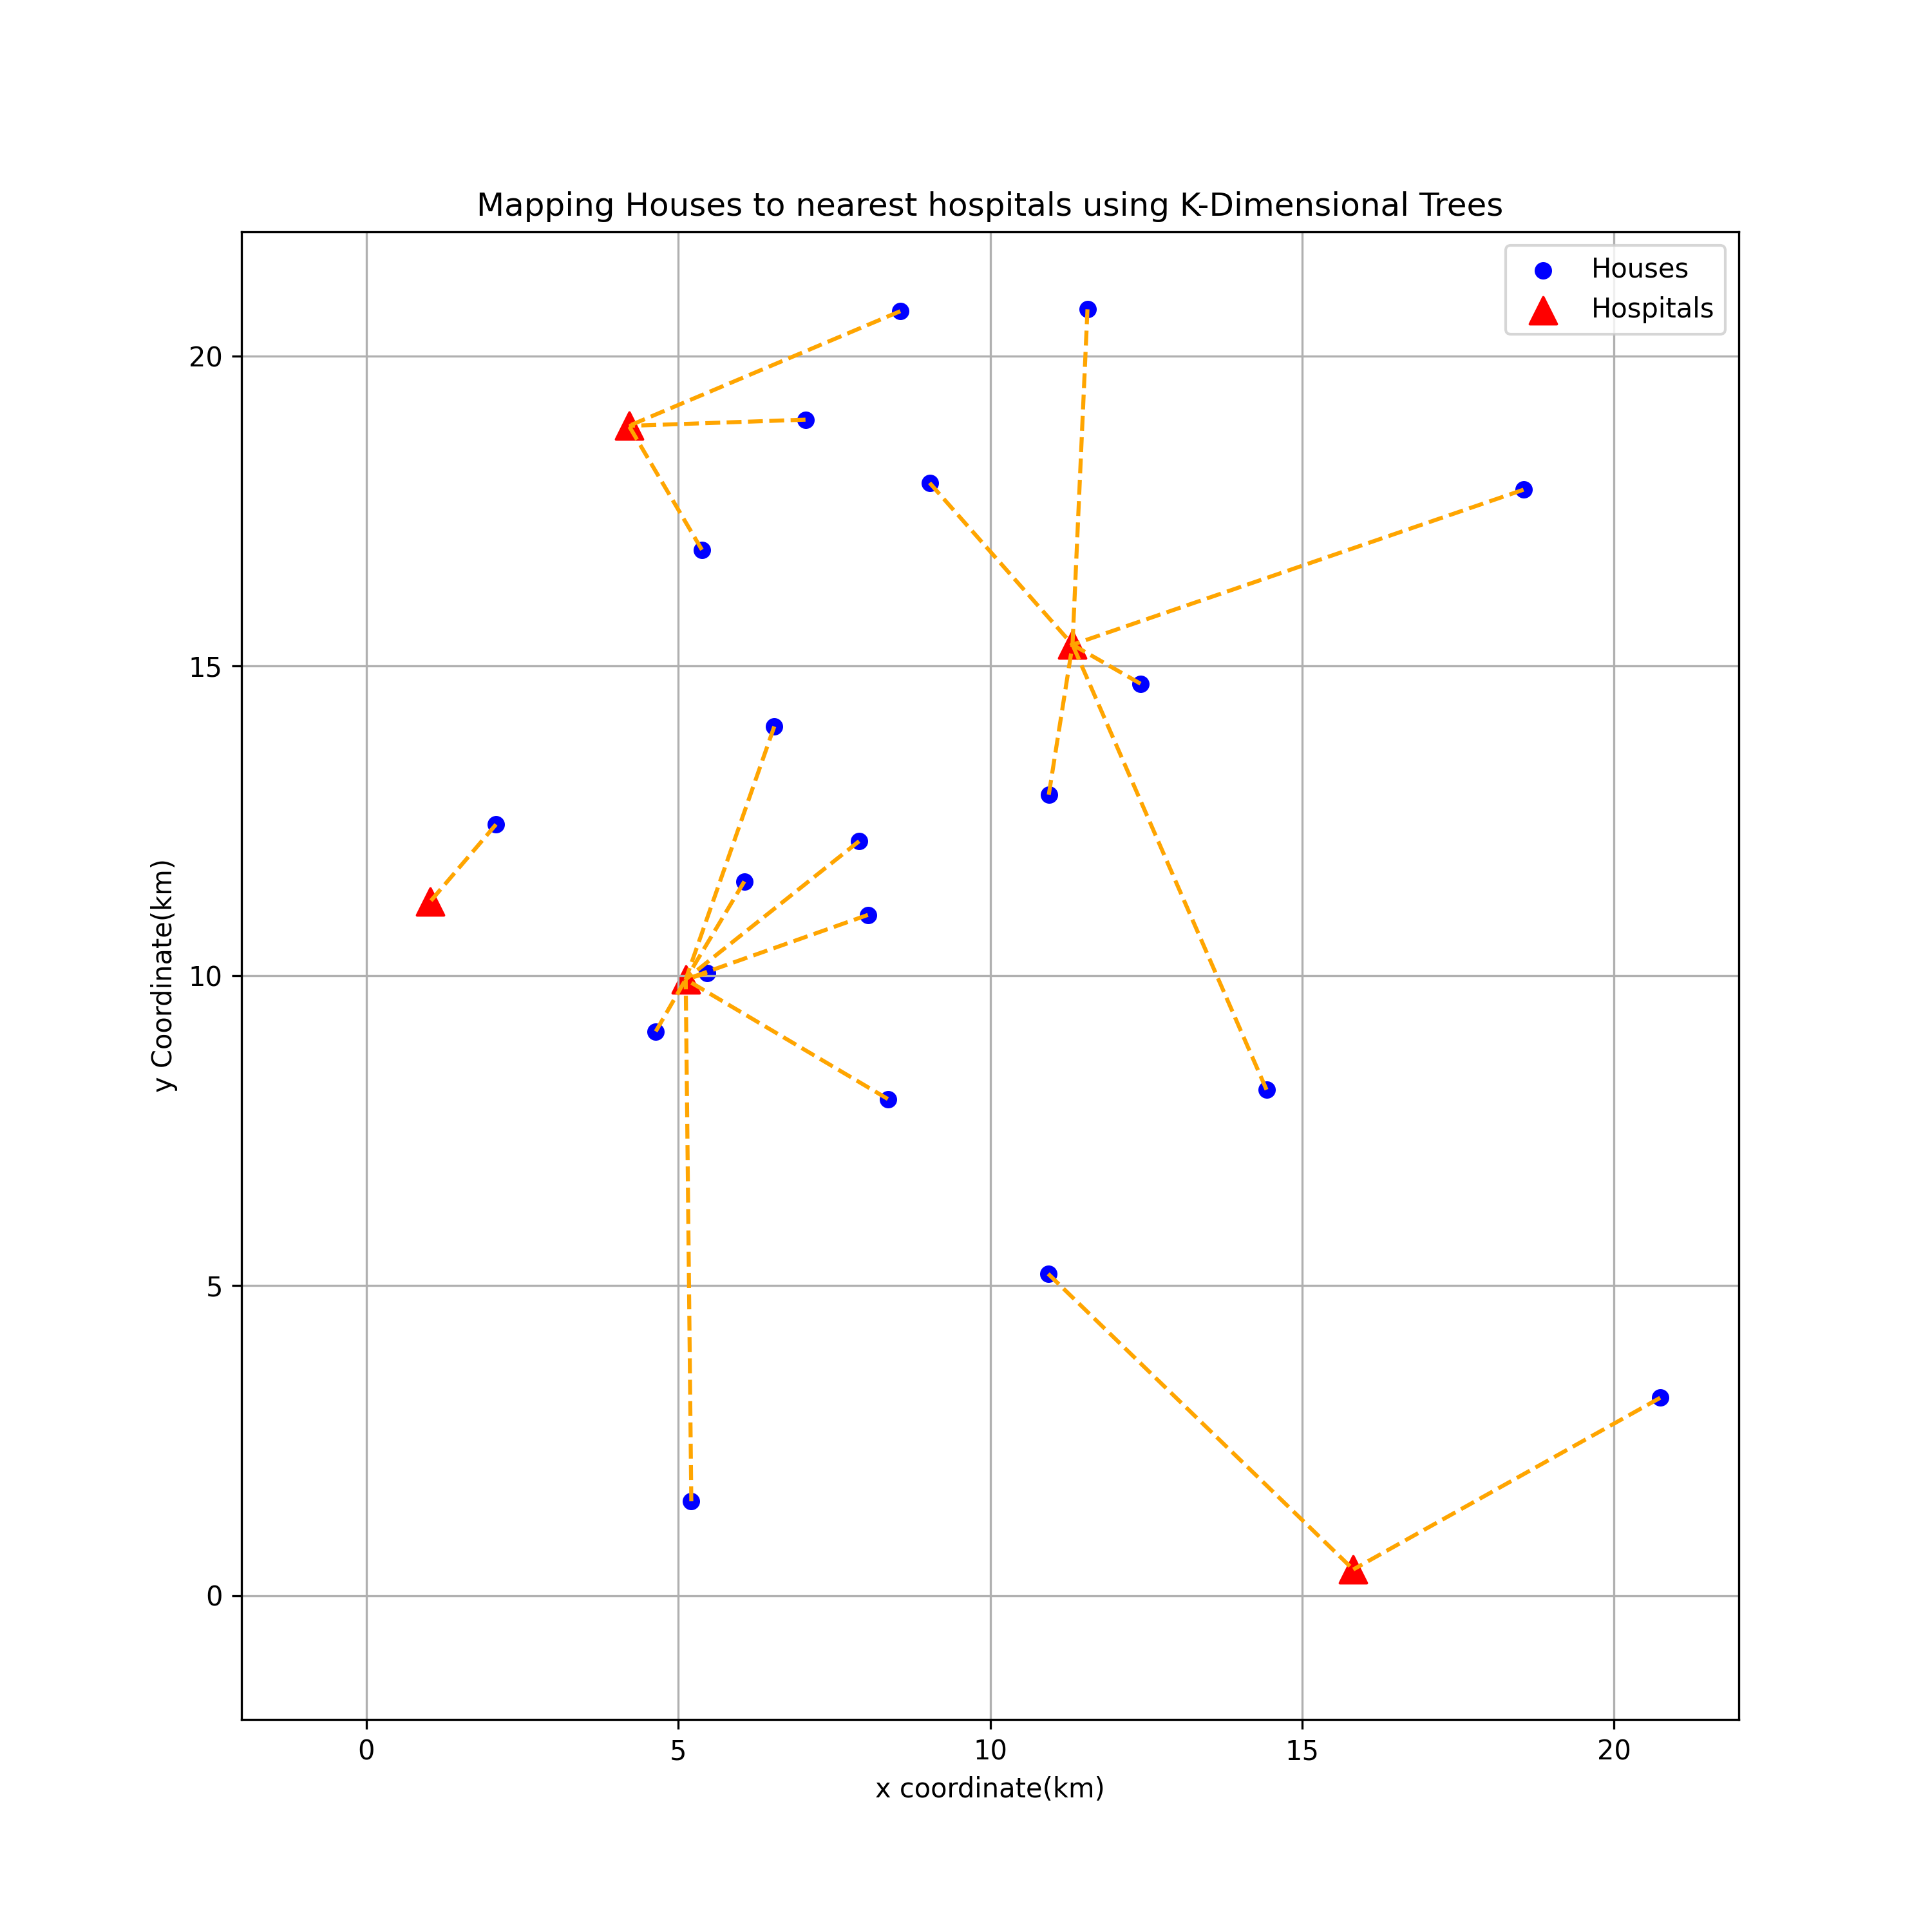 Mapping Houses to nearest hospitals using K-Dimensional Trees
Houses
Hospitals
20
15
10
5
0
y Coordinate(km)
0 5 10 15 20
x coordinate(km)